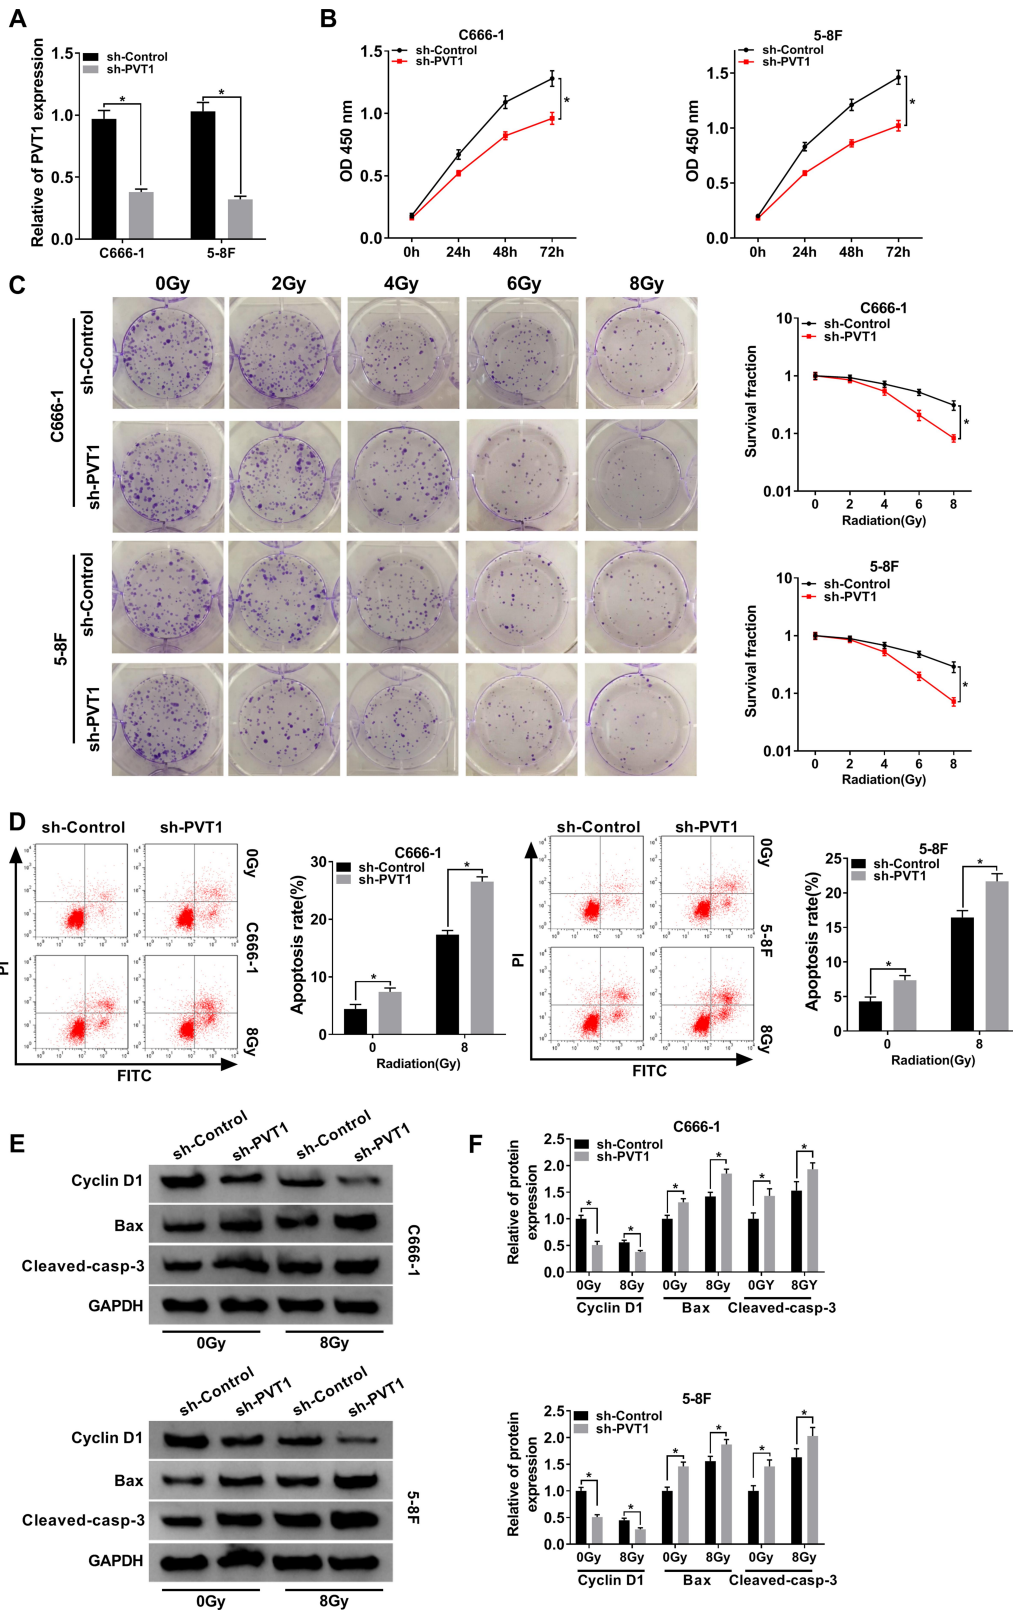 A
sh-Control
sh-PVT1
Relative of PVT1 expression
1.5
1.0
0.5
0.0
*
*
C666-1
5-8F
B
C666-1
sh-Control
sh-PVT1
OD 450 nm
1.5
1.0
0.5
0.0
*
0h
24h
48h
72h
5-8F
sh-Control
sh-PVT1
OD 450 nm
1.5
1.0
0.5
0.0
*
0h
24h
48h
72h
C
0Gy
2Gy
4Gy
6Gy
8Gy
C666-1
sh-Control
sh-PVT1
5-8F
sh-Control
sh-PVT1
C666-1
sh-Control
sh-PVT1
Survival fraction
10
1
0.1
0.01
*
0
2
4
6
8
Radiation(Gy)
5-8F
sh-Control
sh-PVT1
Survival fraction
10
1
0.1
0.01
*
0
2
4
6
8
Radiation(Gy)
D
sh-Control
sh-PVT1
0Gy
C666-1
8Gy
PI
FITC
C666-1
sh-Control
sh-PVT1
Apoptosis rate(%)
30
20
10
0
*
*
0
8
Radiation(Gy)
sh-Control
sh-PVT1
0Gy
5-8F
8Gy
PI
FITC
5-8F
sh-Control
sh-PVT1
Apoptosis rate(%)
25
20
15
10
5
0
*
*
0
8
Radiation(Gy)
E
sh-Control
sh-PVT1
sh-Control
sh-PVT1
Cyclin D1
Bax
Cleaved-casp-3
GAPDH
C666-1
0Gy
8Gy
sh-Control
sh-PVT1
sh-Control
sh-PVT1
Cyclin D1
Bax
Cleaved-casp-3
GAPDH
5-8F
0Gy
8Gy
F
C666-1
sh-Control
sh-PVT1
Relative of protein
expression
2.5
2.0
1.5
1.0
0.5
0.0
*
*
*
*
*
*
0Gy
8Gy
0Gy
8Gy
0GY
8GY
Cyclin D1
Bax
Cleaved-casp-3
5-8F
sh-Control
sh-PVT1
Relative of protein
expression
2.5
2.0
1.5
1.0
0.5
0.0
*
*
*
*
*
*
0Gy
8Gy
0Gy
8Gy
0Gy
8Gy
Cyclin D1
Bax
Cleaved-casp-3